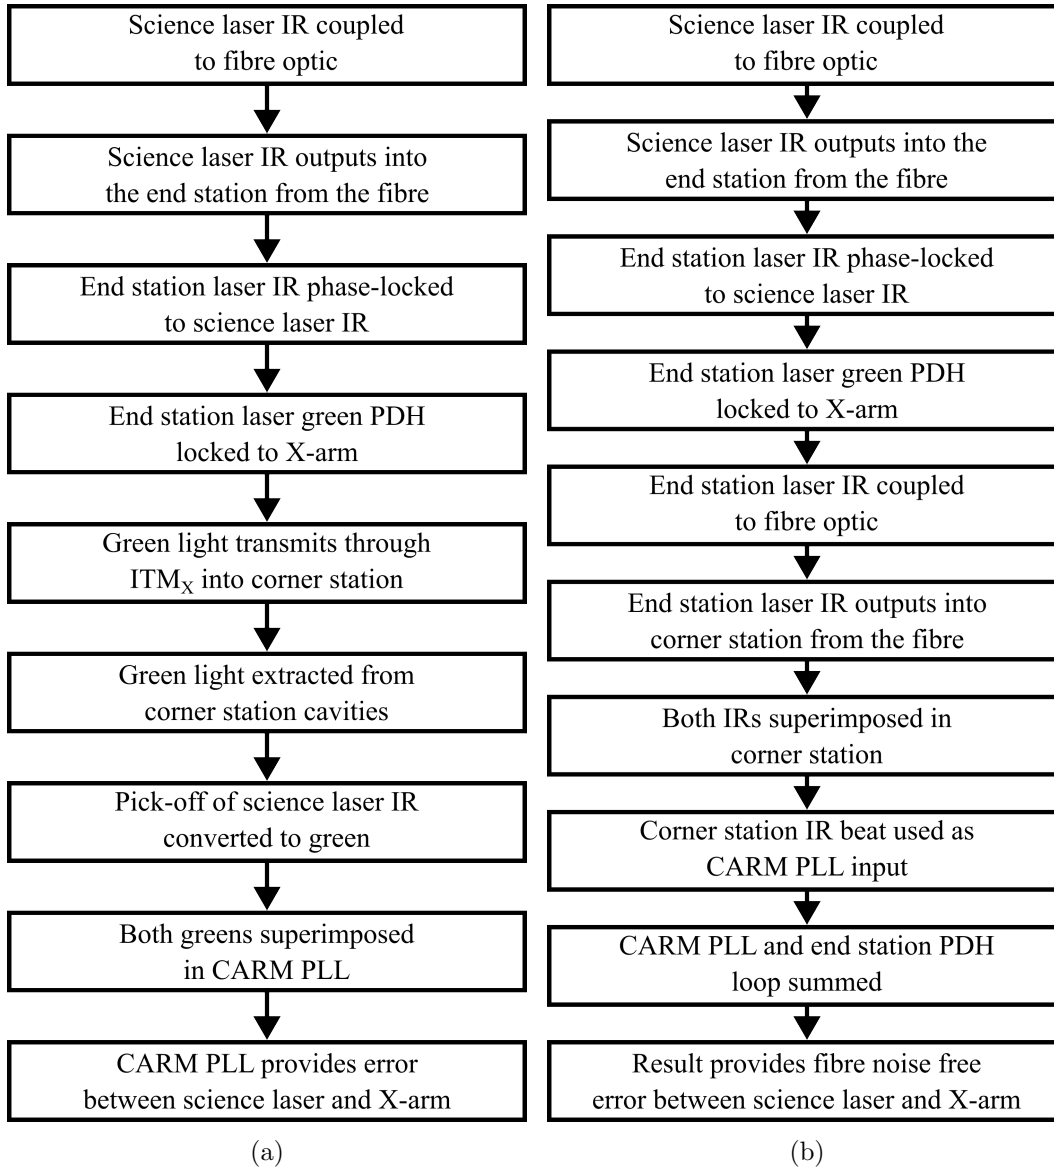 Science laser IR coupled
to fibre optic
Science laser IR outputs into
the end station from the fibre
End station laser IR phase-locked
to science laser IR
End station laser green PDH
locked to X-arm
Green light transmits through
ITM_X into corner station
Green light extracted from
corner station cavities
Pick-off of science laser IR
converted to green
Both greens superimposed
in CARM PLL
CARM PLL provides error
between science laser and X-arm
(a)
Science laser IR coupled
to fibre optic
Science laser IR outputs into the
end station from the fibre
End station laser IR phase-locked
to science laser IR
End station laser green PDH
locked to X-arm
End station laser IR coupled
to fibre optic
End station laser IR outputs into
corner station from the fibre
Both IRs superimposed in
corner station
Corner station IR beat used as
CARM PLL input
CARM PLL and end station PDH
loop summed
Result provides fibre noise free
error between science laser and X-arm
(b)